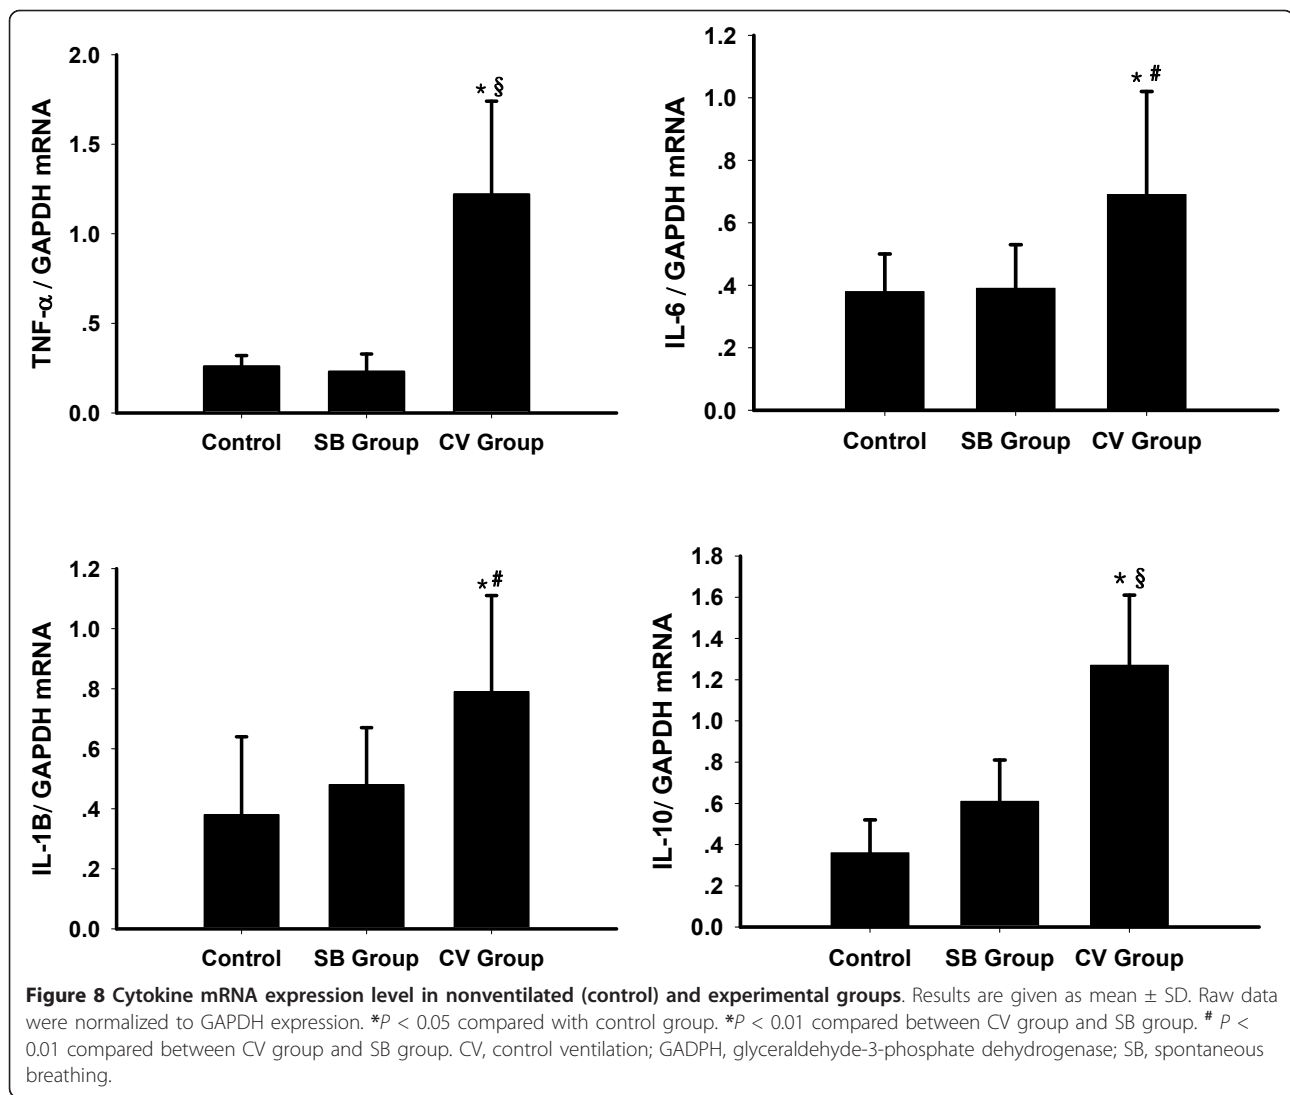 2.0
1.5
1.0
.5
0.0
TNF-α / GAPDH mRNA
* §
Control SB Group CV Group
1.2
1.0
.8
.6
.4
.2
0.0
IL-6 / GAPDH mRNA
* #
Control SB Group CV Group
1.2
1.0
.8
.6
.4
.2
0.0
IL-1B/ GAPDH mRNA
* #
Control SB Group CV Group
1.8
1.6
1.4
1.2
1.0
.8
.6
.4
.2
0.0
IL-10/ GAPDH mRNA
* §
Control SB Group CV Group
Figure 8 Cytokine mRNA expression level in nonventilated (control) and experimental groups. Results are given as mean ± SD. Raw data
were normalized to GAPDH expression. *P < 0.05 compared with control group. *P < 0.01 compared between CV group and SB group. # P <
0.01 compared between CV group and SB group. CV, control ventilation; GADPH, glyceraldehyde-3-phosphate dehydrogenase; SB, spontaneous
breathing.